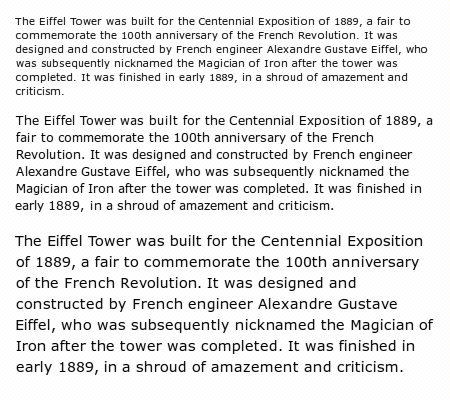 The Eiffel Tower was built for the Centennial Exposition of 1889, a fair to
commemorate the 100th anniversary of the French Revolution. It was
designed and constructed by French engineer Alexandre Gustave Eiffel, who
was subsequently nicknamed the Magician of Iron after the tower was
completed. It was finished in early 1889, in a shroud of amazement and
criticism.
The Eiffel Tower was built for the Centennial Exposition of 1889, a
fair to commemorate the 100th anniversary of the French
Revolution. It was designed and constructed by French engineer
Alexandre Gustave Eiffel, who was subsequently nicknamed the
Magician of Iron after the tower was completed. It was finished in
early 1889, in a shroud of amazement and criticism.
The Eiffel Tower was built for the Centennial Exposition
of 1889, a fair to commemorate the 100th anniversary
of the French Revolution. It was designed and
constructed by French engineer Alexandre Gustave
Eiffel, who was subsequently nicknamed the Magician of
Iron after the tower was completed. It was finished in
early 1889, in a shroud of amazement and criticism.